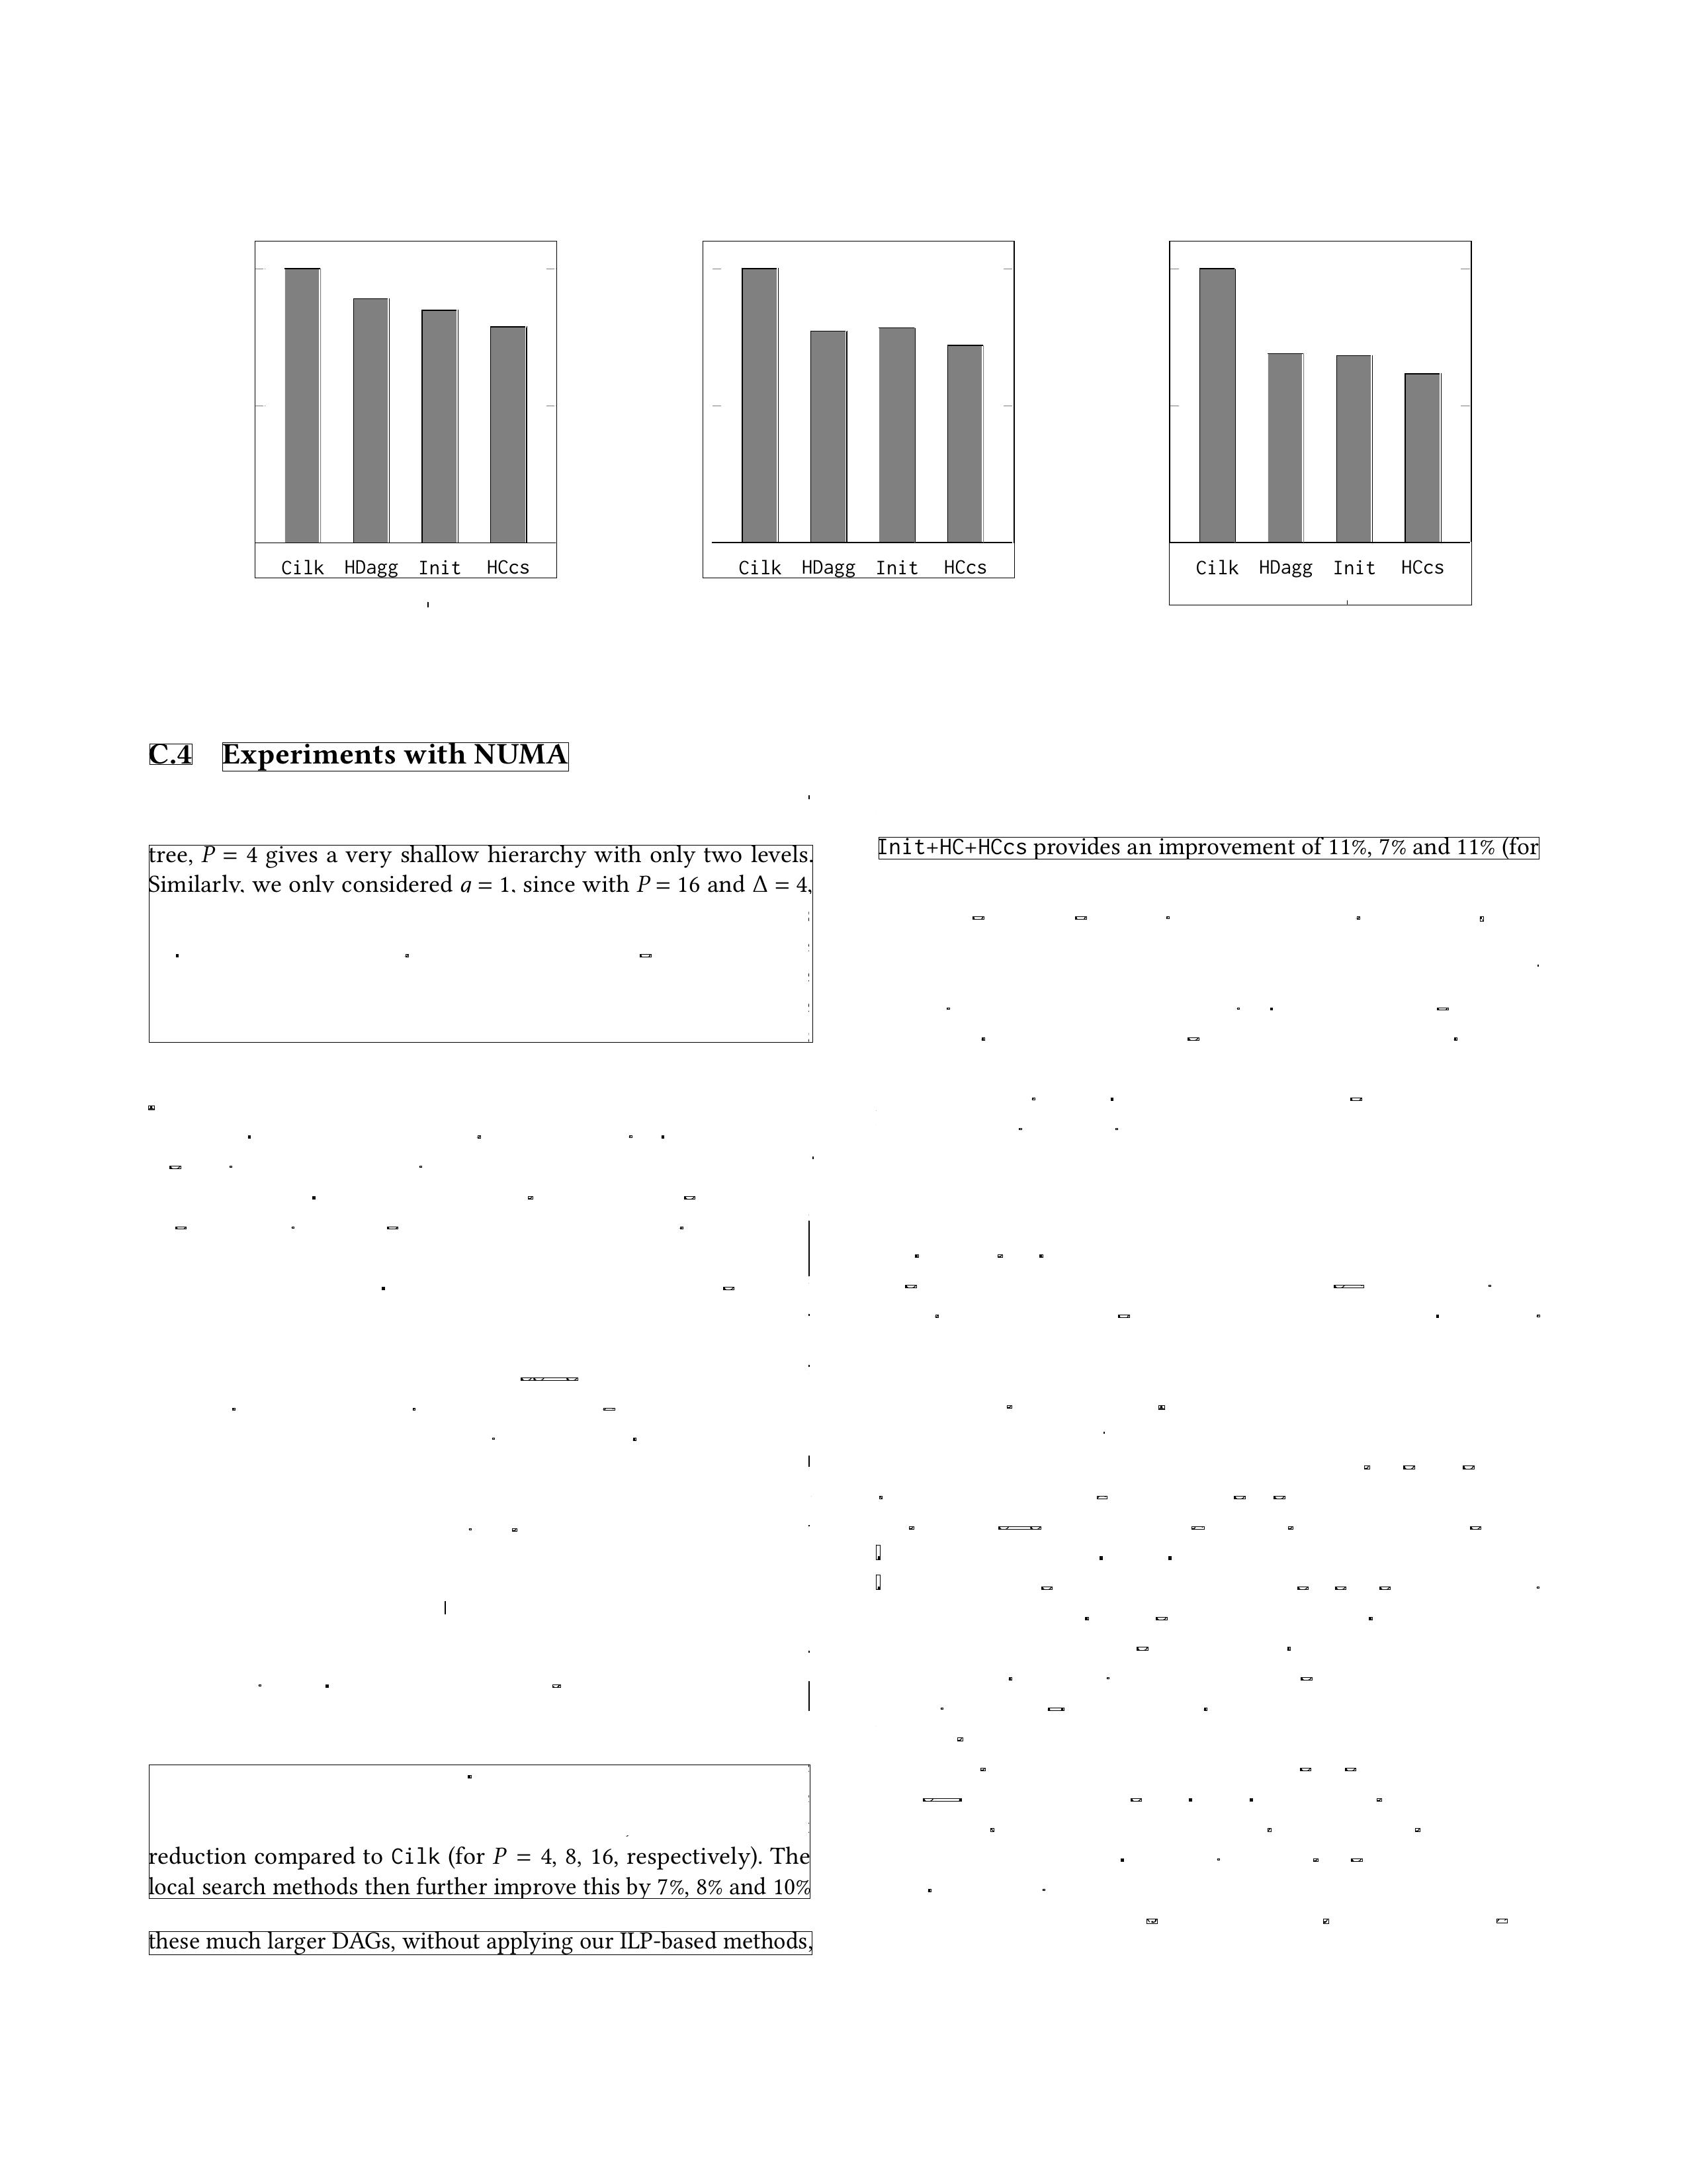 Cilk HDagg Init HCcs
Cilk HDagg Init HCcs
Cilk HDagg Init HCcs
C.4 Experiments with NUMA
tree, P = 4 gives a very shallow hierarchy with only two levels.
Similarly, we only considered g = 1, since with P = 16 and Δ = 4,
reduction compared to Cilk (for P = 4, 8, 16, respectively). The
local search methods then further improve this by 7%, 8% and 10%
these much larger DAGs, without applying our ILP-based methods,
Init+HC+HCcs provides an improvement of 11%, 7% and 11% (for